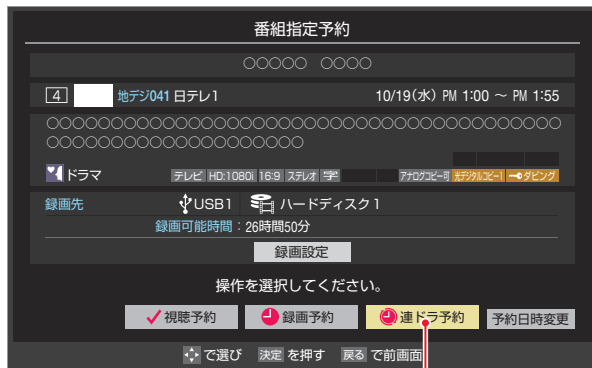 番組指定予約
○○○○○ ○○○○
4 地デジ041 日テレ1 10/19(水) PM 1:00 ～ PM 1:55
○○○○○○○○○○○○○○○○○○○○○○○○○○○○○○○○
○○○○○○○○○○○○○○○○
ドラマ テレビ HD:1080i 16:9 ステレオ 字 アナログコピー可 光デジタルコピー1 ダビング
録画先 USB1 ハードディスク1
録画可能時間：26時間50分
録画設定
操作を選択してください。
視聴予約 録画予約 連ドラ予約 予約日時変更
で選び 決定 を押す 戻る で前画面